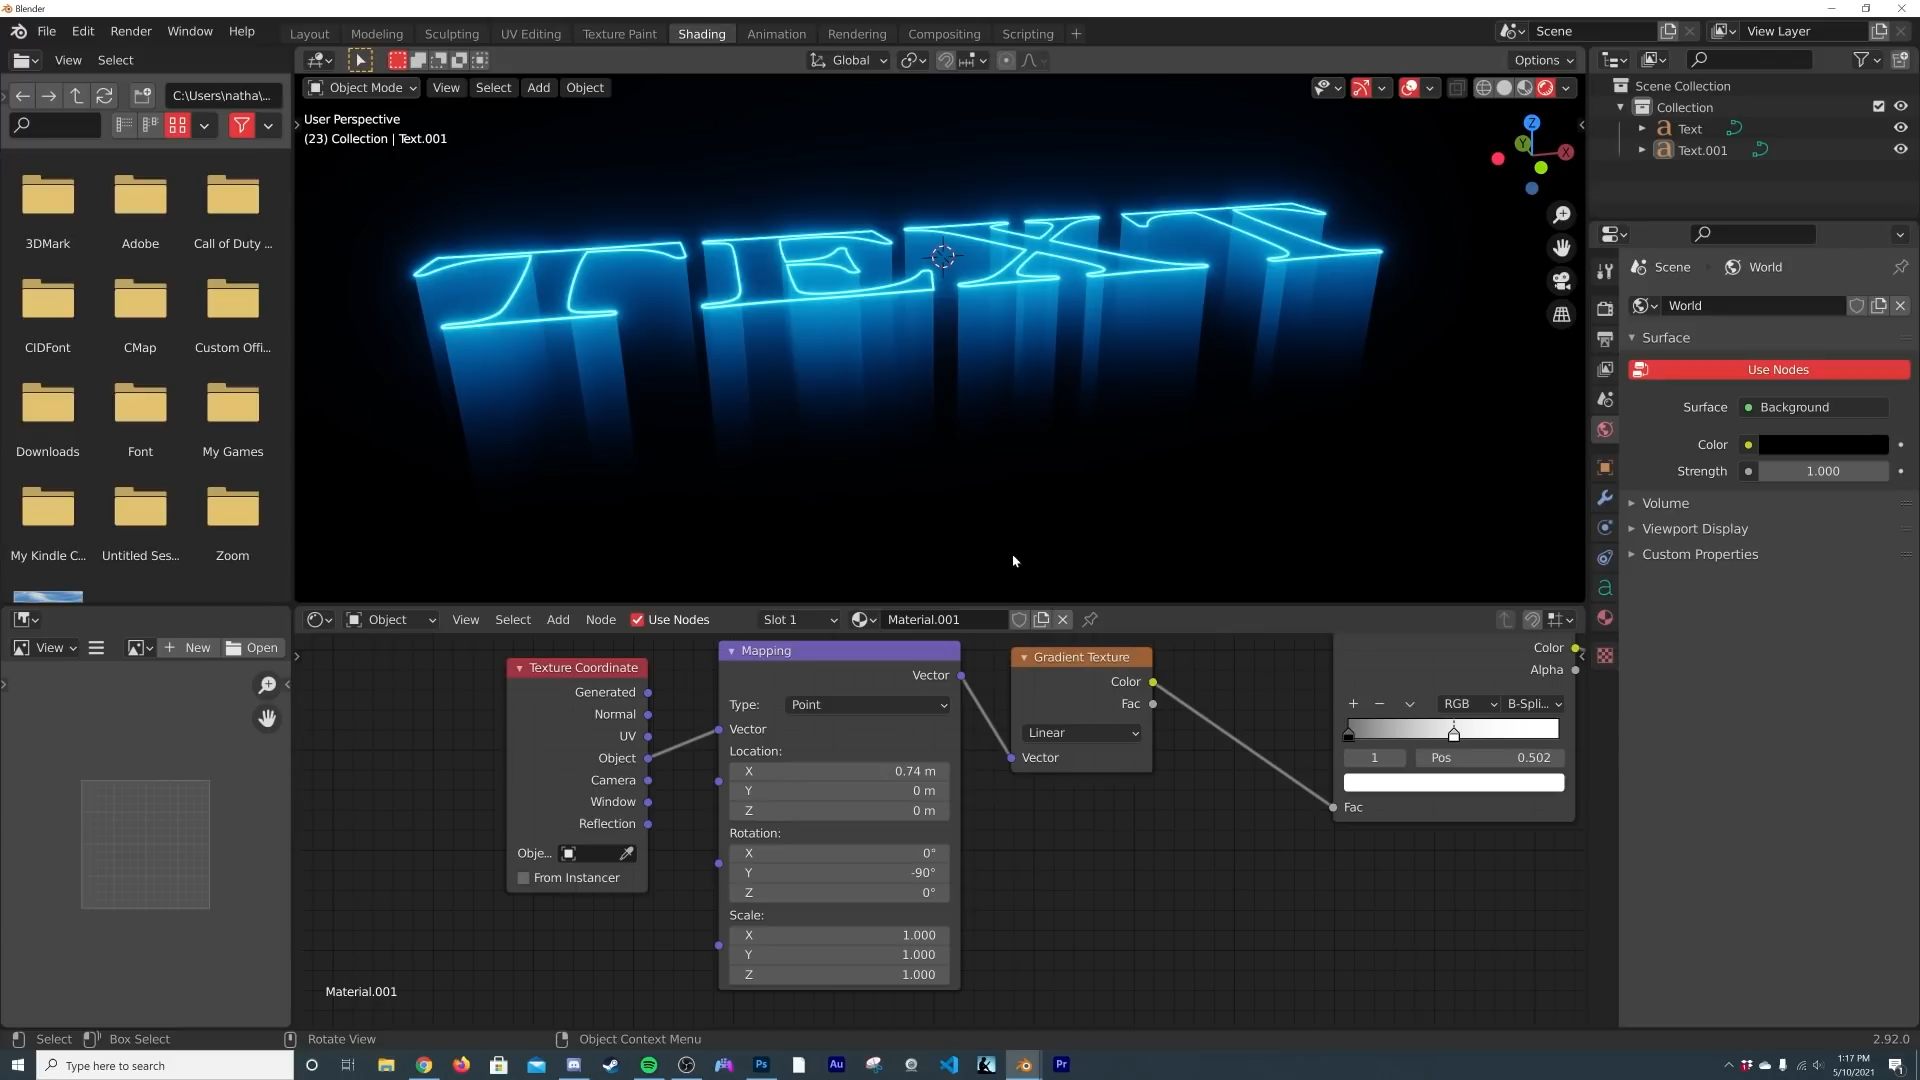 Blender
File Edit Render Window Help
Layout Modeling Sculpting UV Editing Texture Paint Shading Animation Rendering Compositing Scripting +
Scene
View Layer
View Select
Global
Options
C:\Users\natha\...
Object Mode View Select Add Object
User Perspective
(23) Collection | Text.001
Z
Y
X
TEXT
Scene Collection
Collection
Text
Text.001
3DMark Adobe Call of Duty ...
CIDFont CMap Custom Offi...
Downloads Font My Games
My Kindle C... Untitled Ses... Zoom
Scene World
World
Surface
Use Nodes
Surface Background
Color
Strength 1.000
Volume
Viewport Display
Custom Properties
View + New Open
Object View Select Add Node Use Nodes Slot 1 Material.001
Texture Coordinate
Generated
Normal
UV
Object
Camera
Window
Reflection
Obje...
From Instancer
Mapping
Vector
Type: Point
Vector
Location:
X 0.74 m
Y 0 m
Z 0 m
Rotation:
X 0°
Y -90°
Z 0°
Scale:
X 1.000
Y 1.000
Z 1.000
Gradient Texture
Color
Fac
Linear
Vector
Color
Alpha
+ − RGB B-Spli...
1 Pos 0.502
Fac
Material.001
Select Box Select Rotate View Object Context Menu 2.92.0
Type here to search
Ps
Au
Pr
1:17 PM
5/10/2021